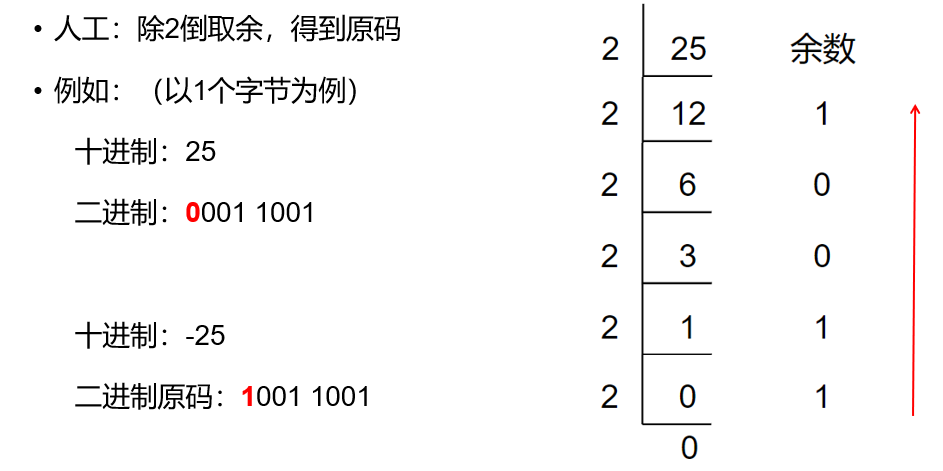 • 人工：除2倒取余，得到原码
• 例如：（以1个字节为例）
十进制：25
二进制：0001 1001
十进制：-25
二进制原码：1001 1001
2 25 余数
2 12 1
2 6 0
2 3 0
2 1 1
2 0 1
0